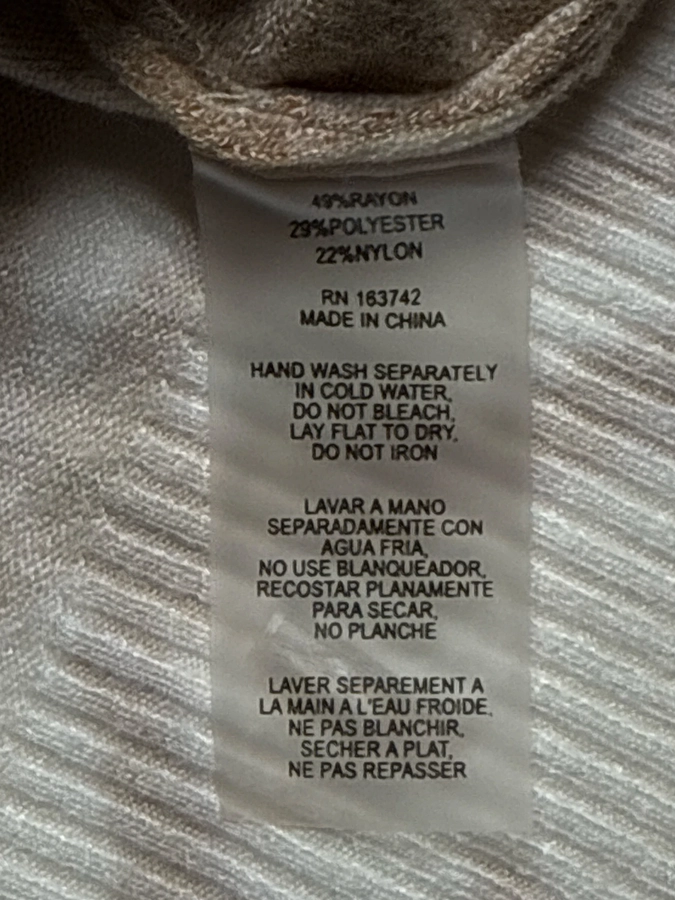 49%RAYON
29%POLYESTER
22%NYLON
RN 163742
MADE IN CHINA
HAND WASH SEPARATELY
IN COLD WATER,
DO NOT BLEACH,
LAY FLAT TO DRY,
DO NOT IRON
LAVAR A MANO
SEPARADAMENTE CON
AGUA FRIA,
NO USE BLANQUEADOR,
RECOSTAR PLANAMENTE
PARA SECAR,
NO PLANCHE
LAVER SEPAREMENT A
LA MAIN A L'EAU FROIDE,
NE PAS BLANCHIR,
SECHER A PLAT,
NE PAS REPASSER